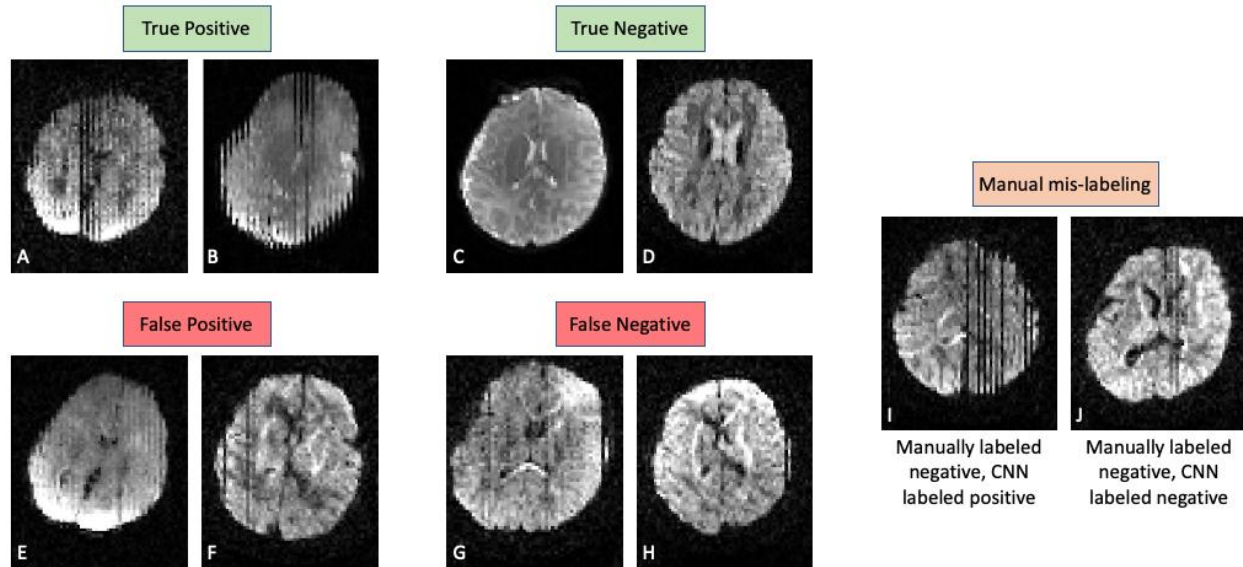 True Positive
True Negative
A
B
C
D
Manual mis-labeling
False Positive
False Negative
E
F
G
H
I
J
Manually labeled
negative, CNN
labeled positive
Manually labeled
negative, CNN
labeled negative